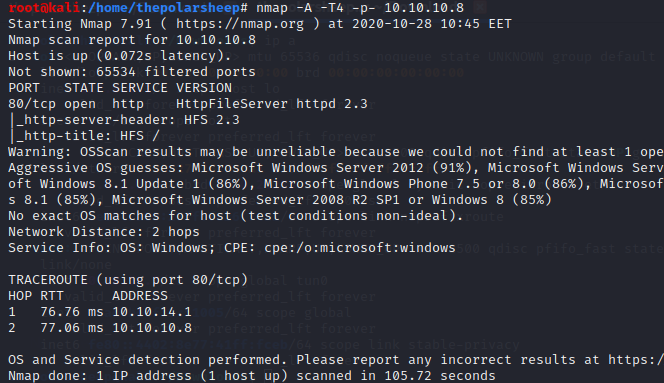 root@kali:/home/thepolarsheep# nmap -A -T4 -p- 10.10.10.8
Starting Nmap 7.91 ( https://nmap.org ) at 2020-10-28 10:45 EET
Nmap scan report for 10.10.10.8
Host is up (0.072s latency).
Not shown: 65534 filtered ports
PORT   STATE SERVICE VERSION
80/tcp open  http    HttpFileServer httpd 2.3
|_http-server-header: HFS 2.3
|_http-title: HFS /
Warning: OSScan results may be unreliable because we could not find at least 1 ope
Aggressive OS guesses: Microsoft Windows Server 2012 (91%), Microsoft Windows Serv
oft Windows 8.1 Update 1 (86%), Microsoft Windows Phone 7.5 or 8.0 (86%), Microsof
s 8.1 (85%), Microsoft Windows Server 2008 R2 SP1 or Windows 8 (85%)
No exact OS matches for host (test conditions non-ideal).
Network Distance: 2 hops
Service Info: OS: Windows; CPE: cpe:/o:microsoft:windows
TRACEROUTE (using port 80/tcp)
HOP RTT      ADDRESS
1   76.76 ms 10.10.14.1
2   77.06 ms 10.10.10.8
OS and Service detection performed. Please report any incorrect results at https:/
Nmap done: 1 IP address (1 host up) scanned in 105.72 seconds